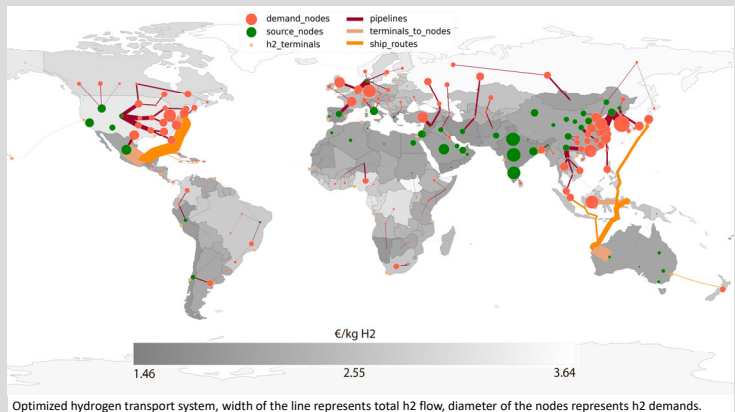 demand_nodes
source_nodes
h2_terminals
pipelines
terminals_to_nodes
ship_routes
€/kg H2
1.46 2.55 3.64
Optimized hydrogen transport system, width of the line represents total h2 flow, diameter of the nodes represents h2 demands.